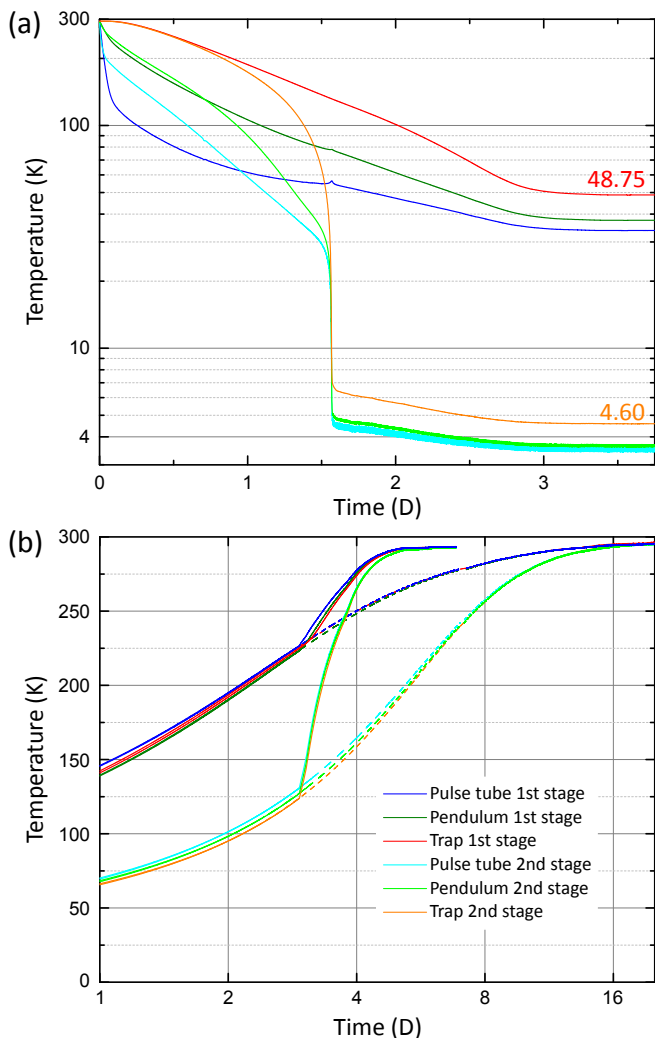 (a)
300
100
10
4
Temperature (K)
48.75
4.60
0
1
2
3
Time (D)
(b)
300
250
200
150
100
50
0
Temperature (K)
Pulse tube 1st stage
Pendulum 1st stage
Trap 1st stage
Pulse tube 2nd stage
Pendulum 2nd stage
Trap 2nd stage
1
2
4
8
16
Time (D)